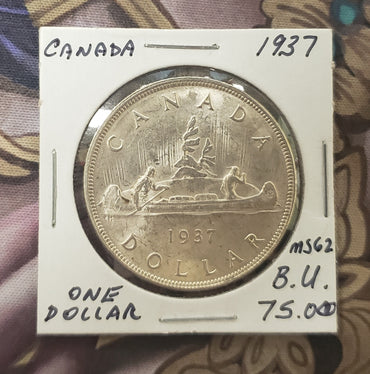 CANADA 1937
CANADA
1937
DOLLAR
MS62
B.U.
ONE
DOLLAR
75.00